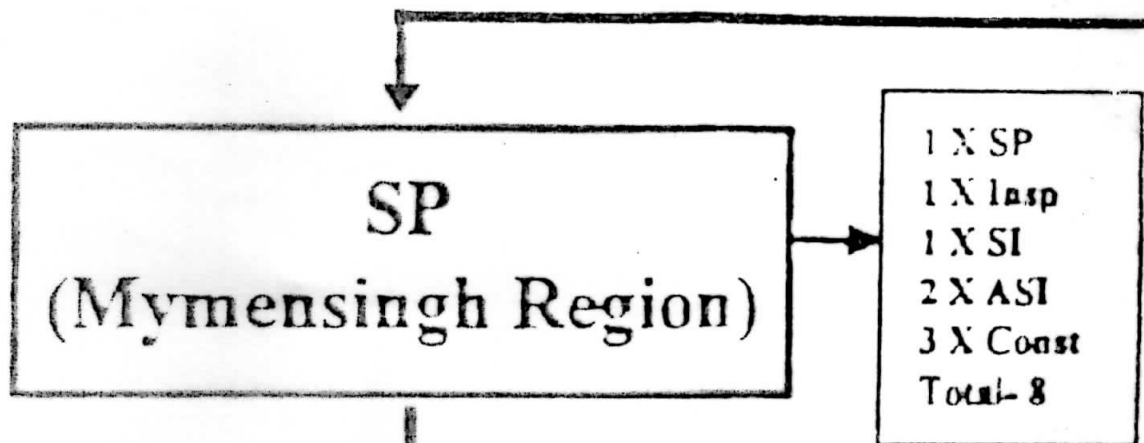 SP
(Mymensingh Region)
1 X SP
1 X Insp
1 X SI
2 X ASI
3 X Const
Total- 8